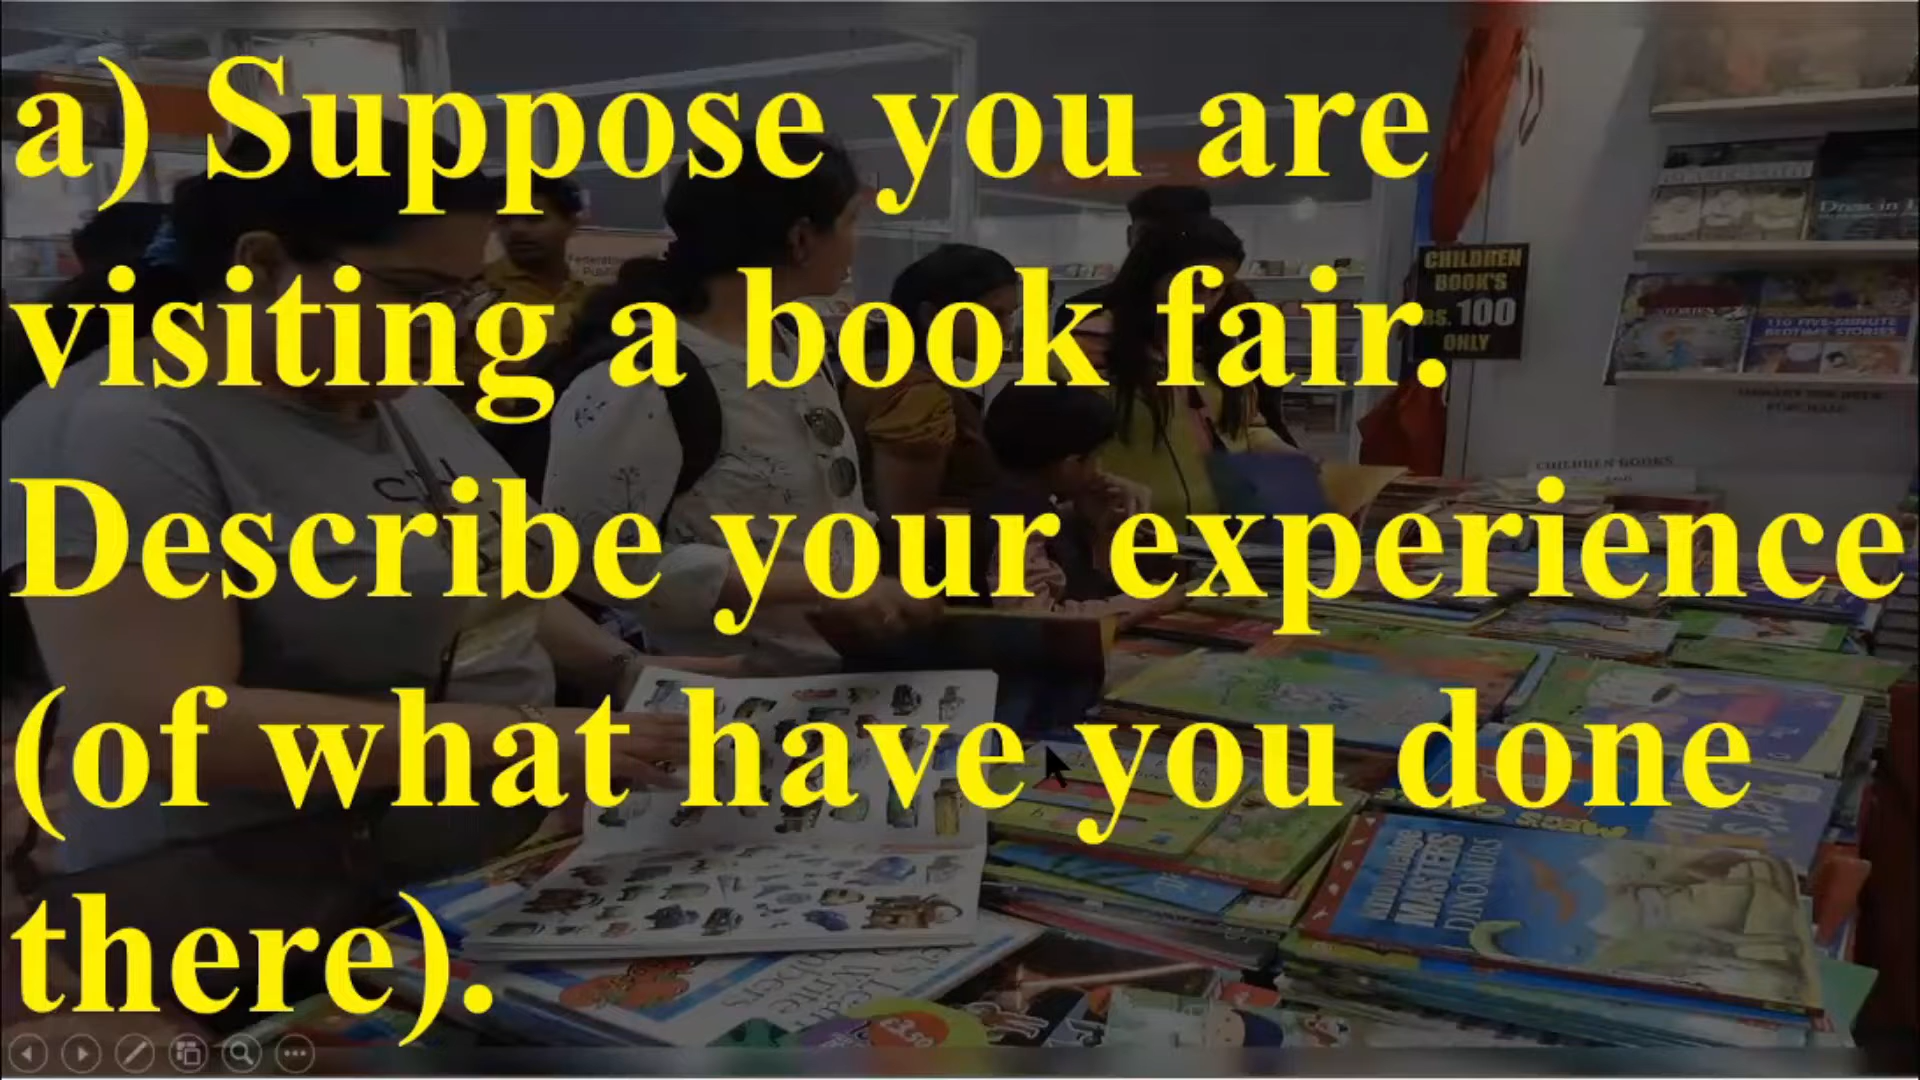 a) Suppose you are
visiting a book fair.
Describe your experience
(of what have you done
there).
CHILDREN
BOOK'S
RS. 100
ONLY
110 FIVE-MINUTE
BEDTIME STORIES
CHILDREN BOOKS
MASTERS
DINOSAURS